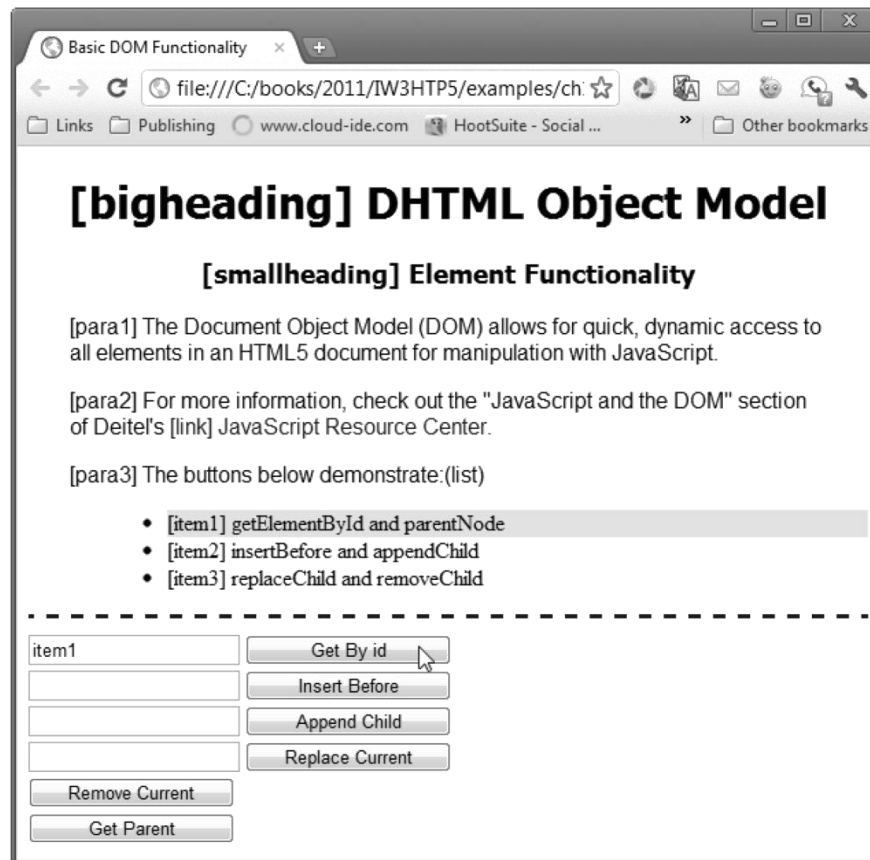 Basic DOM Functionality
file:///C:/books/2011/IW3HTP5/examples/ch
Links Publishing www.cloud-ide.com HootSuite - Social ... » Other bookmarks
[bigheading] DHTML Object Model
[smallheading] Element Functionality
[para1] The Document Object Model (DOM) allows for quick, dynamic access to
all elements in an HTML5 document for manipulation with JavaScript.
[para2] For more information, check out the "JavaScript and the DOM" section
of Deitel's [link] JavaScript Resource Center.
[para3] The buttons below demonstrate:(list)
• [item1] getElementById and parentNode
• [item2] insertBefore and appendChild
• [item3] replaceChild and removeChild
item1 Get By id
Insert Before
Append Child
Replace Current
Remove Current
Get Parent